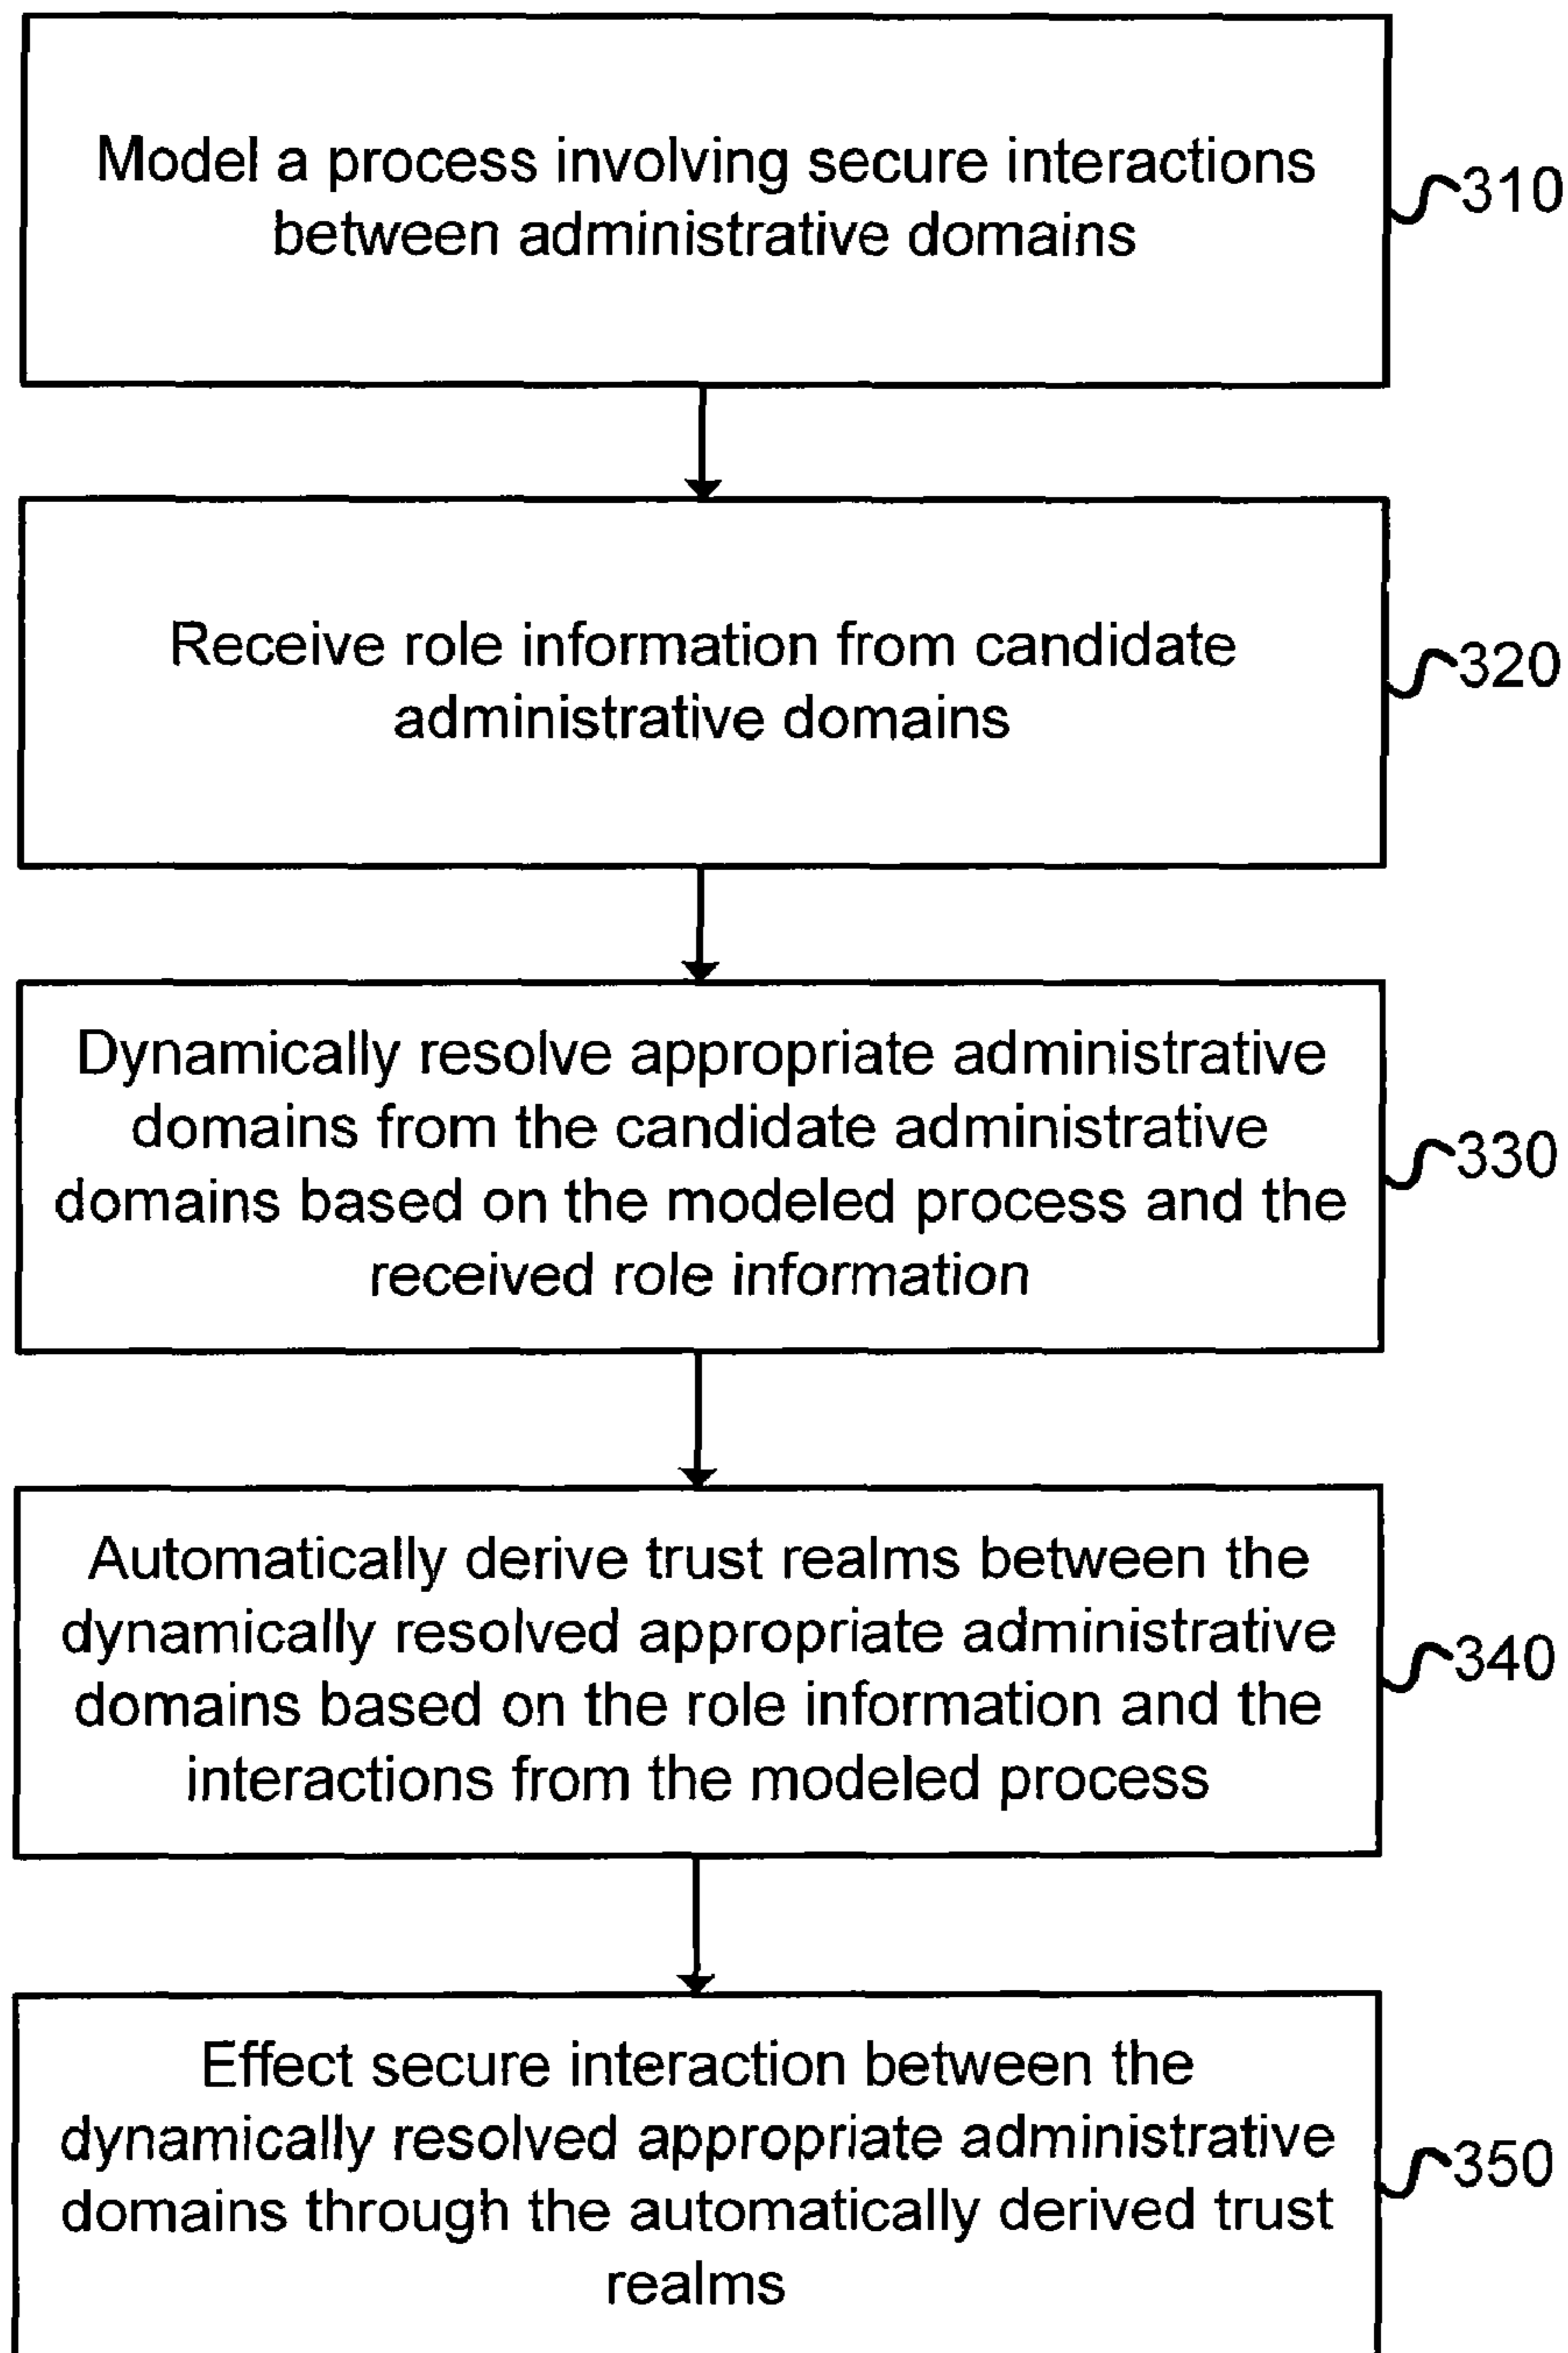 Model a process involving secure interactions
between administrative domains
310
Receive role information from candidate
administrative domains
320
Dynamically resolve appropriate administrative
domains from the candidate administrative
domains based on the modeled process and the
received role information
330
Automatically derive trust realms between the
dynamically resolved appropriate administrative
domains based on the role information and the
interactions from the modeled process
340
Effect secure interaction between the
dynamically resolved appropriate administrative
domains through the automatically derived trust
realms
350